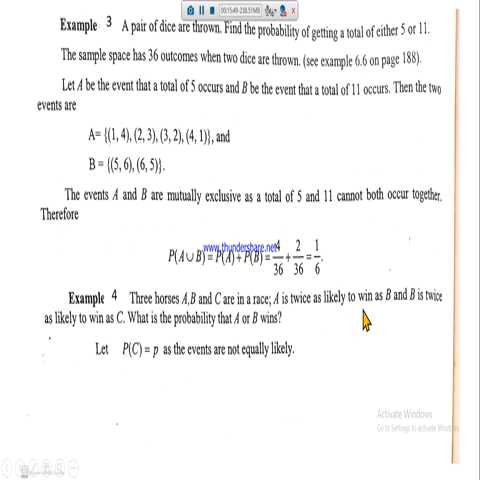 00:15:49-238.51MB
Example 3 A pair of dice are thrown. Find the probability of getting a total of either 5 or 11.
The sample space has 36 outcomes when two dice are thrown. (see example 6.6 on page 188).
Let A be the event that a total of 5 occurs and B be the event that a total of 11 occurs. Then the two
events are
A= {(1, 4), (2, 3), (3, 2), (4, 1)}, and
B = {(5, 6), (6, 5)}.
The events A and B are mutually exclusive as a total of 5 and 11 cannot both occur together.
Therefore
www.thundershare.net
P(A ∪ B) = P(A) + P(B) = 4/36 + 2/36 = 1/6.
Example 4 Three horses A,B and C are in a race; A is twice as likely to win as B and B is twice
as likely to win as C. What is the probability that A or B wins?
Let P(C) = p as the events are not equally likely.
Activate Windows
Go to Settings to activate Windows